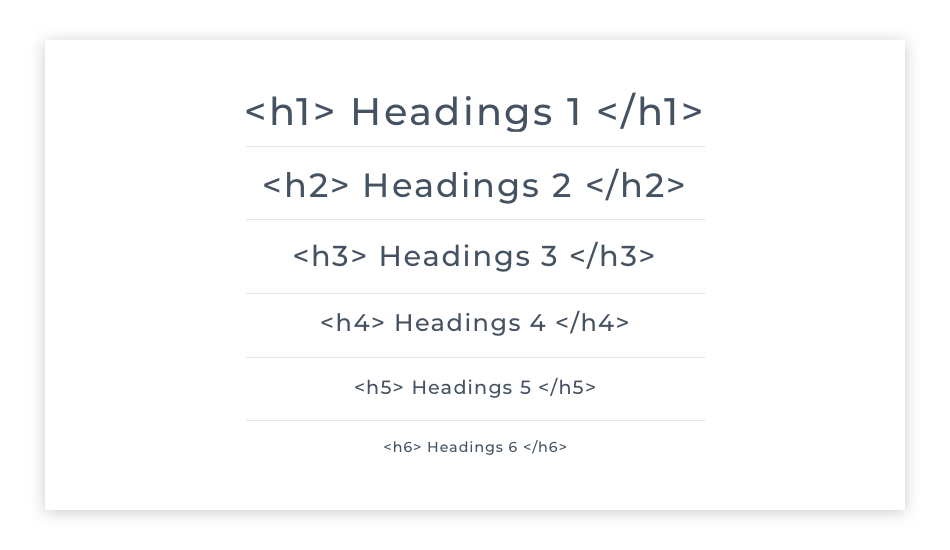 <h1> Headings 1 </h1>
<h2> Headings 2 </h2>
<h3> Headings 3 </h3>
<h4> Headings 4 </h4>
<h5> Headings 5 </h5>
<h6> Headings 6 </h6>